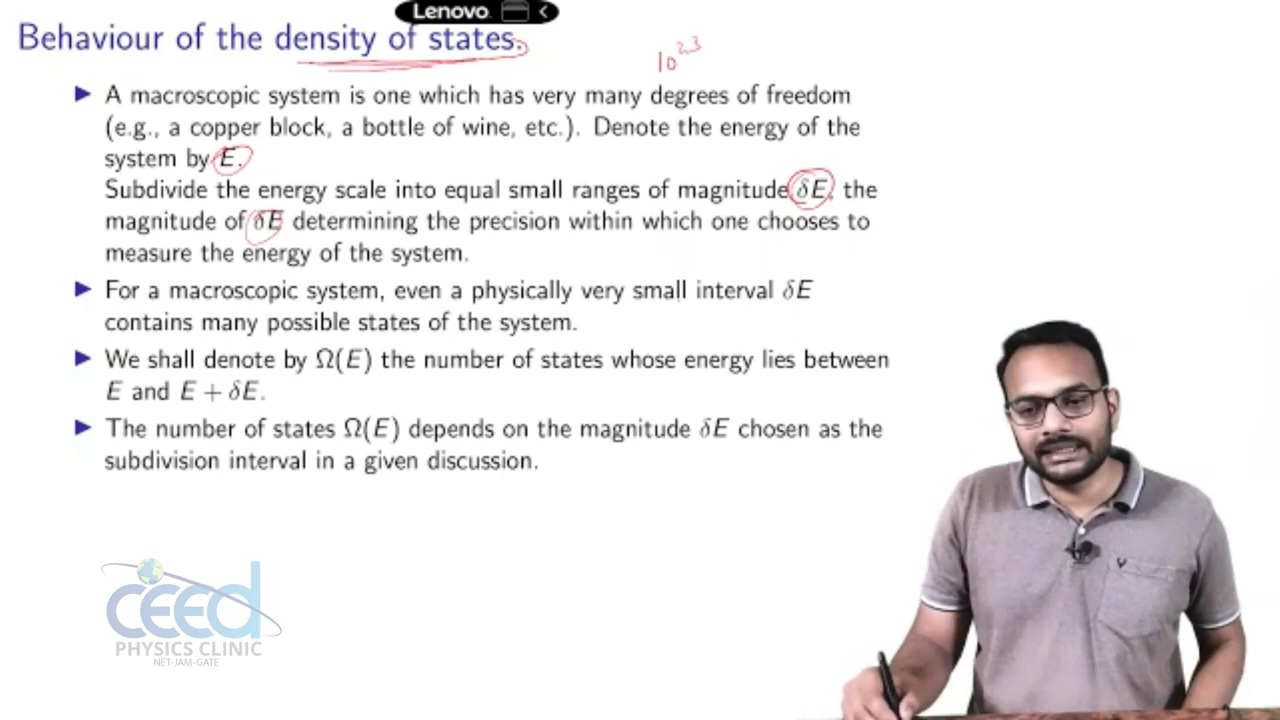 Lenovo
Behaviour of the density of states.
10²³
▶ A macroscopic system is one which has very many degrees of freedom
(e.g., a copper block, a bottle of wine, etc.). Denote the energy of the
system by E.
Subdivide the energy scale into equal small ranges of magnitude δE, the
magnitude of δE determining the precision within which one chooses to
measure the energy of the system.
▶ For a macroscopic system, even a physically very small interval δE
contains many possible states of the system.
▶ We shall denote by Ω(E) the number of states whose energy lies between
E and E + δE.
▶ The number of states Ω(E) depends on the magnitude δE chosen as the
subdivision interval in a given discussion.
ceed
PHYSICS CLINIC
NET-JAM-GATE